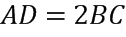 AD = 2BC